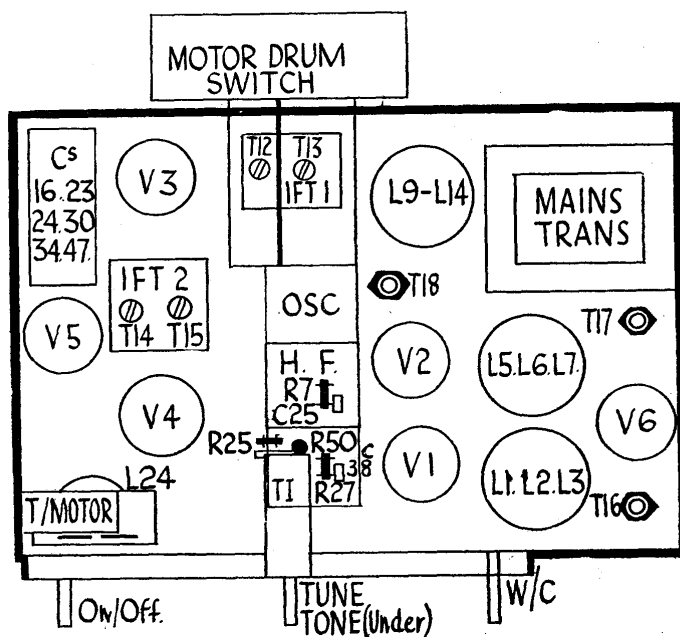 MOTOR DRUM
SWITCH
Cs
16.23
24.30
34.47.
V3
T12
T13
IFT 1
L9-L14
MAINS
TRANS
IFT 2
T14 T15
OSC
T18
T17
V5
V2
L5.L6.L7.
H. F.
R7
C25
V4
V6
R25
R50
C
38
R27
TI
V1
L1.L2.L3
T16
L24
T/MOTOR
On/Off.
TUNE
TONE (Under)
W/C